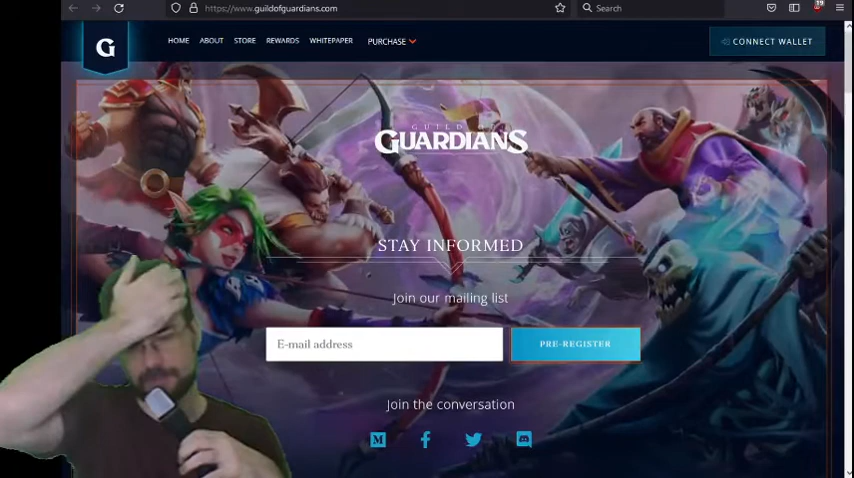 https://www.guildofguardians.com
Search
19
G
HOME ABOUT STORE REWARDS WHITEPAPER PURCHASE
CONNECT WALLET
GUILD OF
GUARDIANS
STAY INFORMED
Join our mailing list
E-mail address
PRE-REGISTER
Join the conversation
M
f